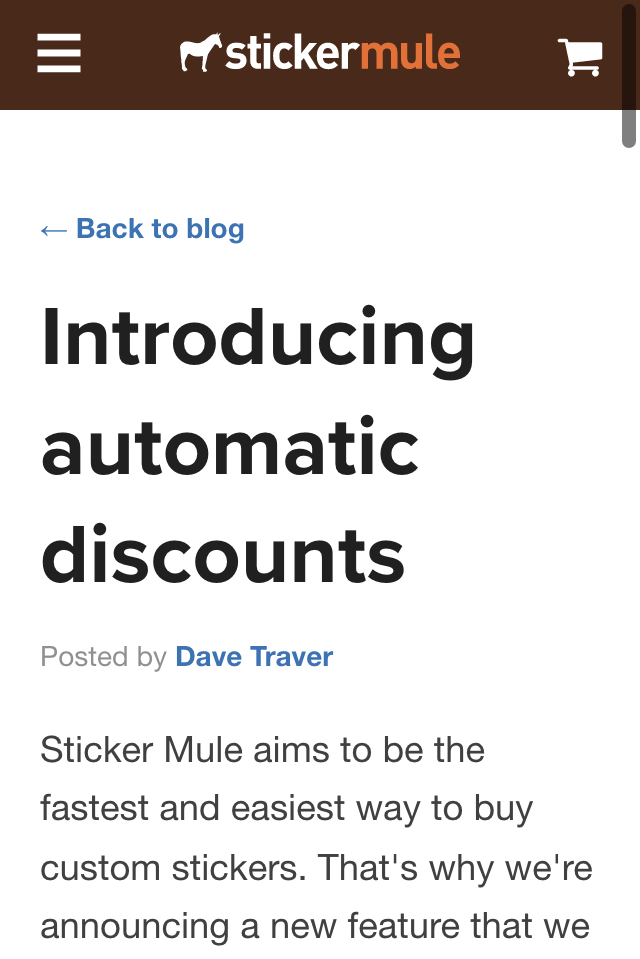 stickermule
← Back to blog
Introducing
automatic
discounts
Posted by Dave Traver
Sticker Mule aims to be the
fastest and easiest way to buy
custom stickers. That's why we're
announcing a new feature that we